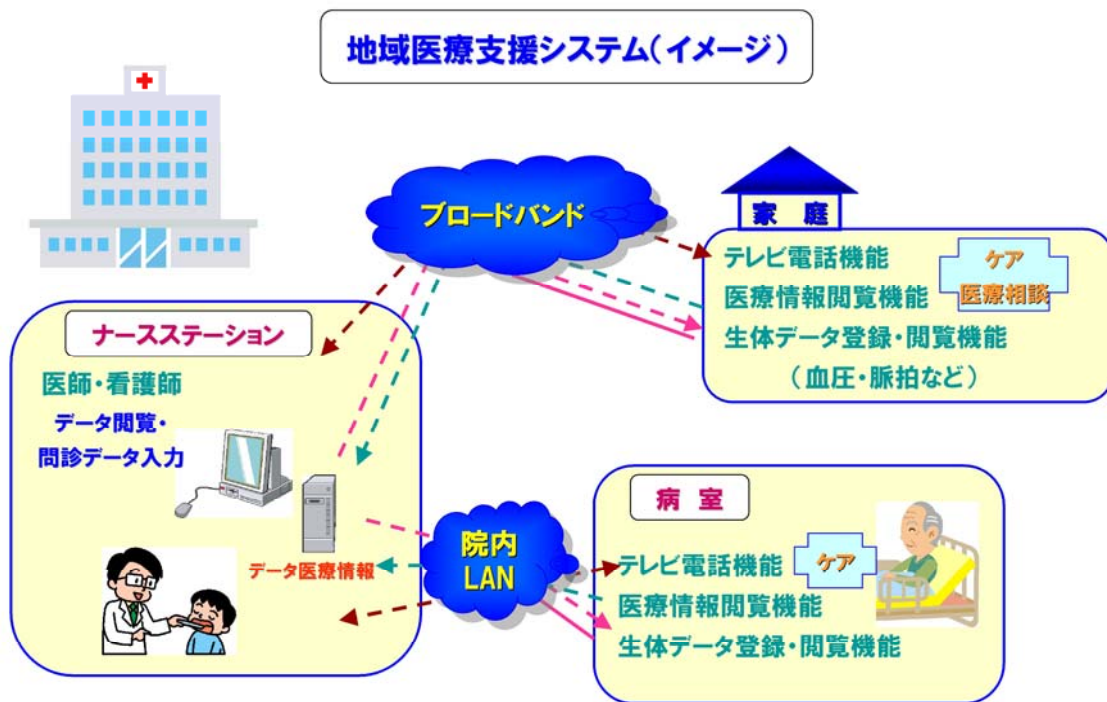 地域医療支援システム(イメージ)
ブロードバンド
家 庭
テレビ電話機能
医療情報閲覧機能
生体データ登録・閲覧機能
(血圧・脈拍など)
ケア
医療相談
ナースステーション
医師・看護師
データ閲覧・
問診データ入力
データ医療情報
院内
LAN
病 室
テレビ電話機能
医療情報閲覧機能
生体データ登録・閲覧機能
ケア